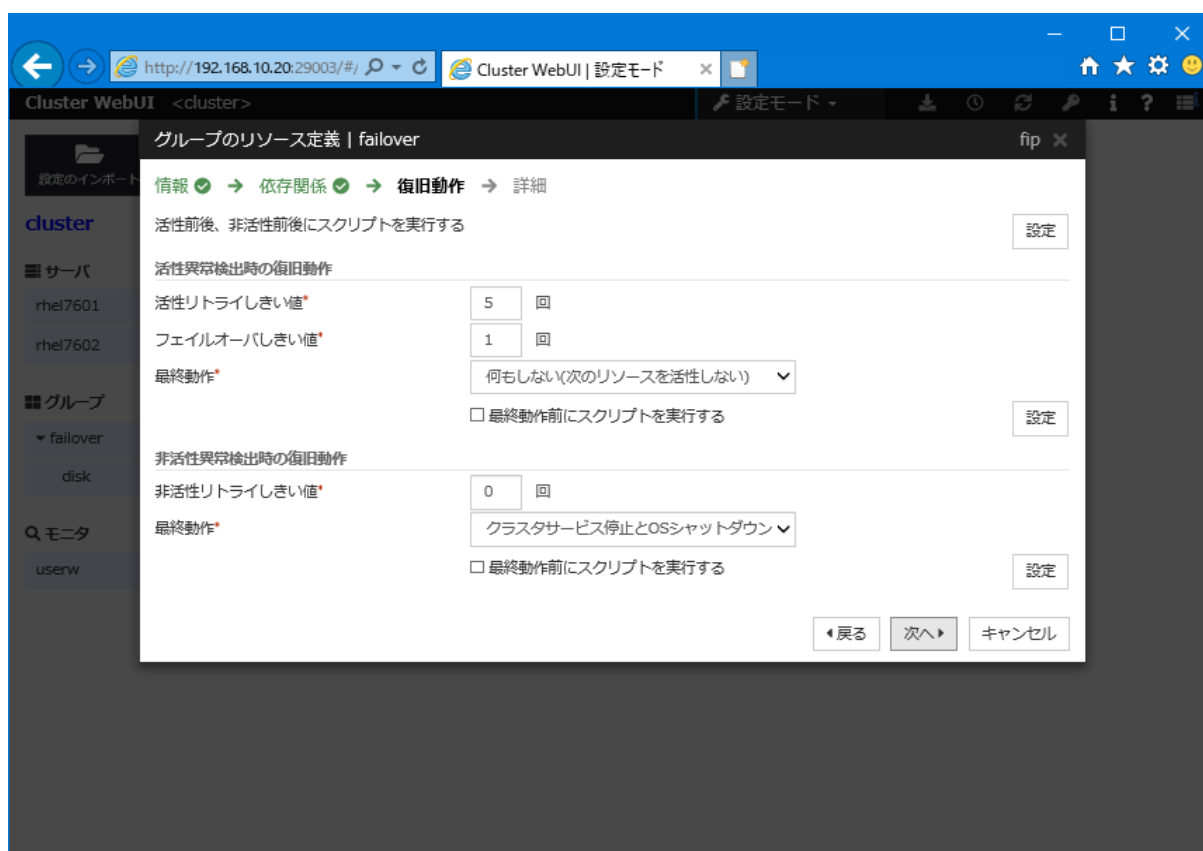 http://192.168.10.20:29003/#/
Cluster WebUI | 設定モード
Cluster WebUI <cluster>
設定モード
グループのリソース定義 | failover
fip
設定のインポート
情報 → 依存関係 → 復旧動作 → 詳細
cluster
活性前後、非活性前後にスクリプトを実行する
設定
サーバ
活性異常検出時の復旧動作
rhel7601
活性リトライしきい値*
5 回
rhel7602
フェイルオーバしきい値*
1 回
最終動作*
何もしない(次のリソースを活性しない)
グループ
最終動作前にスクリプトを実行する
設定
failover
非活性異常検出時の復旧動作
disk
非活性リトライしきい値*
0 回
モニタ
最終動作*
クラスタサービス停止とOSシャットダウン
userw
最終動作前にスクリプトを実行する
設定
戻る
次へ
キャンセル